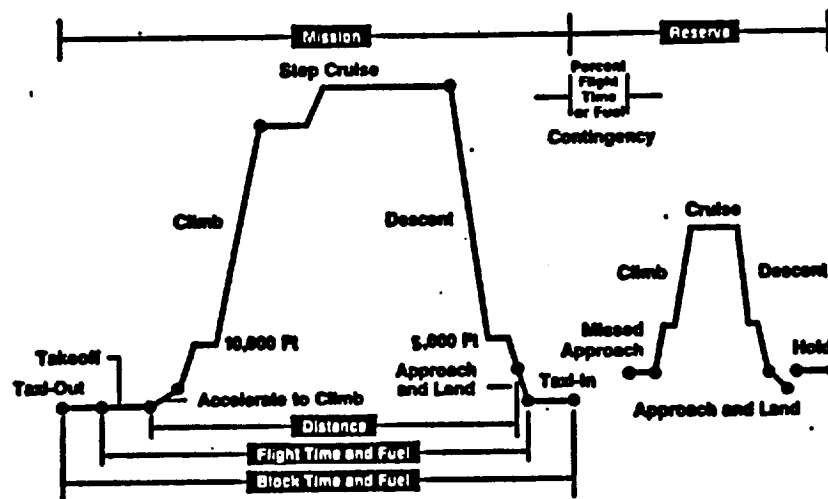 Mission
Reserve
Step Cruise
Percent
Flight
Time
or Fuel
Contingency
Climb
Descent
Cruise
Climb
Descent
10,000 Ft
5,000 Ft
Missed
Approach
Hold
Takeoff
Taxi-Out
Approach
and Land
Taxi-In
Accelerate to Climb
Approach and Land
Distance
Flight Time and Fuel
Block Time and Fuel